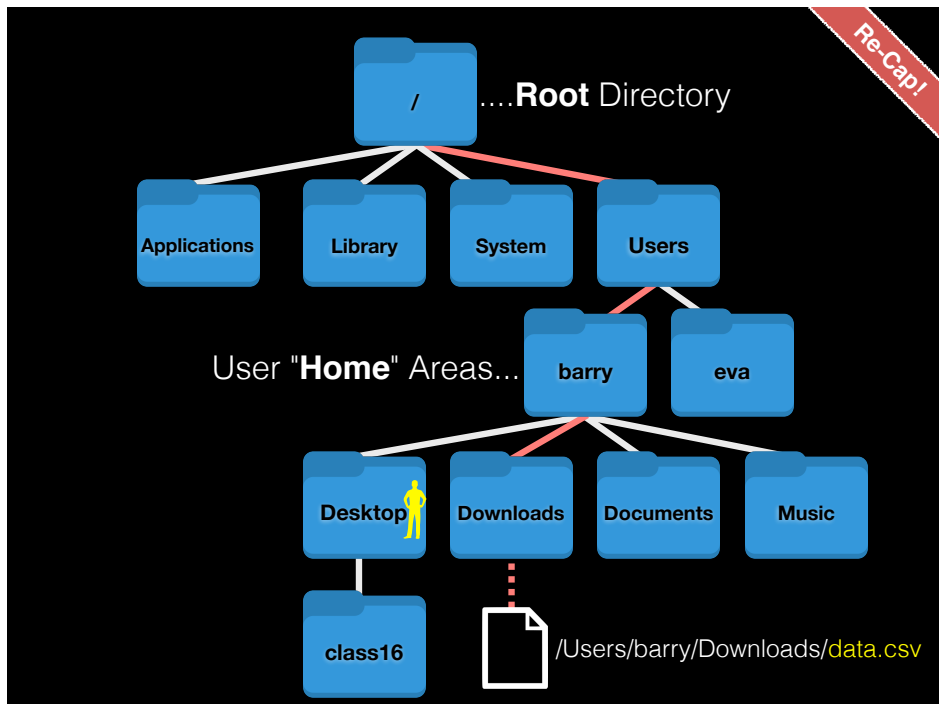 Re-Cap!
/
....Root Directory
Applications
Library
System
Users
User "Home" Areas...
barry
eva
Desktop
Downloads
Documents
Music
class16
/Users/barry/Downloads/data.csv